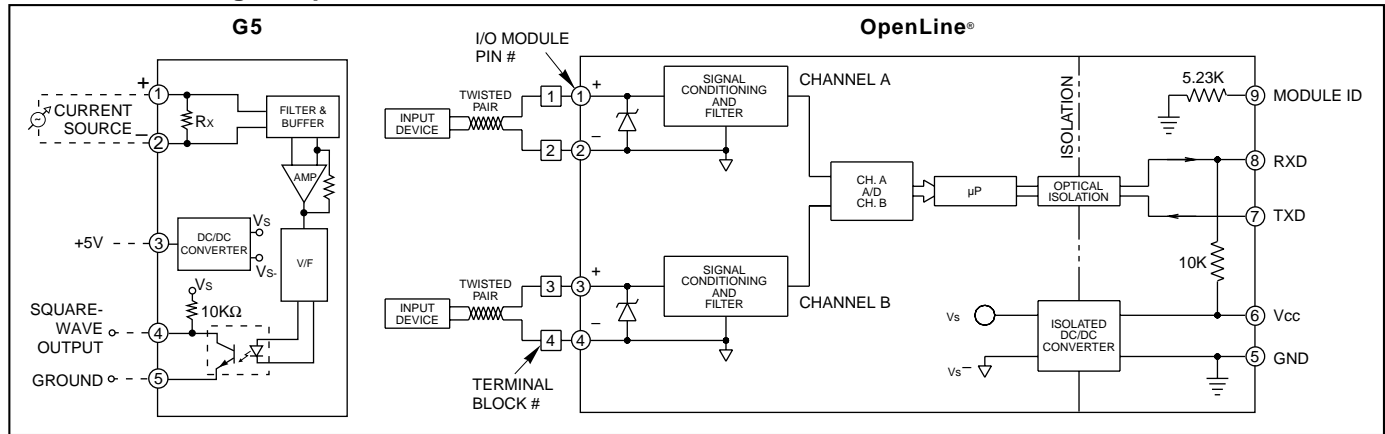 G5
+
1
CURRENT
SOURCE
–
2
RX
FILTER &
BUFFER
AMP
+5V
3
DC/DC
CONVERTER
VS
VS-
V/F
VS
10KΩ
SQUARE-
WAVE
OUTPUT
4
GROUND
5
OpenLine®
I/O MODULE
PIN #
INPUT
DEVICE
TWISTED
PAIR
1
1
+
2
2
–
SIGNAL
CONDITIONING
AND
FILTER
CHANNEL A
INPUT
DEVICE
TWISTED
PAIR
3
3
+
4
4
–
TERMINAL
BLOCK #
SIGNAL
CONDITIONING
AND
FILTER
CHANNEL B
CH. A
A/D
CH. B
µP
ISOLATION
OPTICAL
ISOLATION
5.23K
9
MODULE ID
8
RXD
7
TXD
10K
Vs
Vs–
ISOLATED
DC/DC
CONVERTER
6
Vcc
5
GND